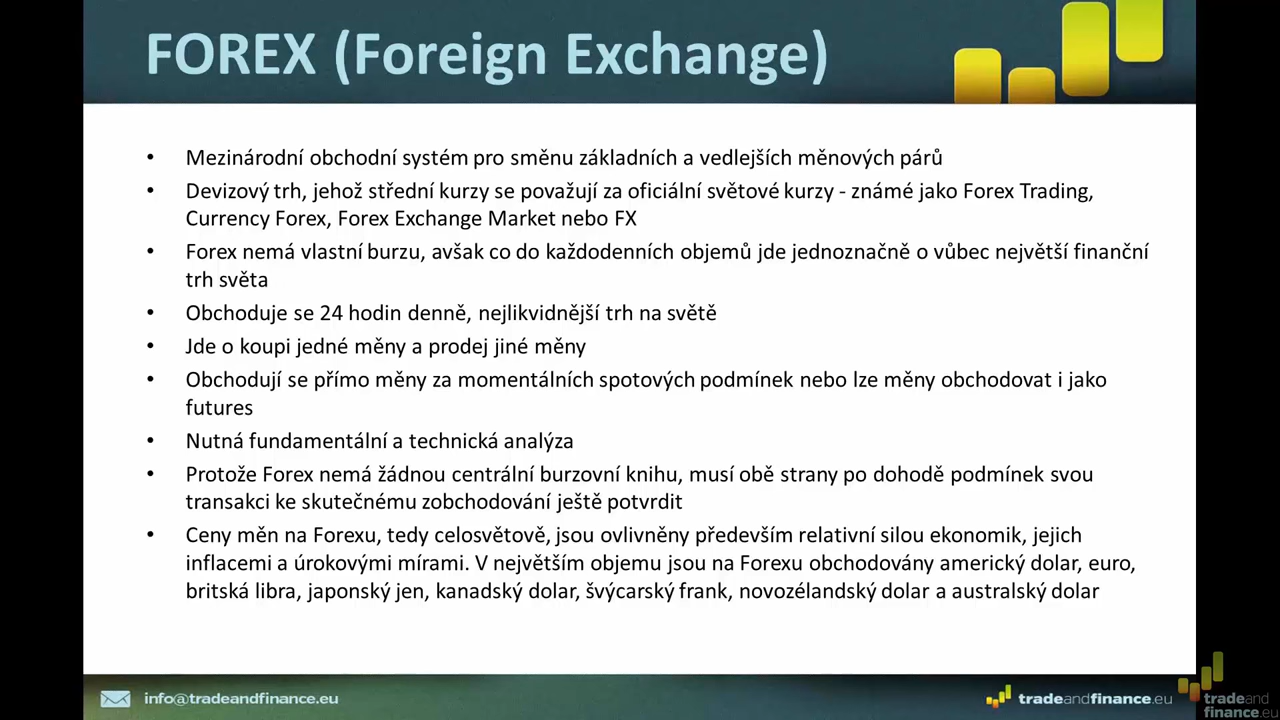 FOREX (Foreign Exchange)
• Mezinárodní obchodní systém pro směnu základních a vedlejších měnových párů
• Devizový trh, jehož střední kurzy se považují za oficiální světové kurzy - známé jako Forex Trading,
Currency Forex, Forex Exchange Market nebo FX
• Forex nemá vlastní burzu, avšak co do každodenních objemů jde jednoznačně o vůbec největší finanční
trh světa
• Obchoduje se 24 hodin denně, nejlikvidnější trh na světě
• Jde o koupi jedné měny a prodej jiné měny
• Obchodují se přímo měny za momentálních spotových podmínek nebo lze měny obchodovat i jako
futures
• Nutná fundamentální a technická analýza
• Protože Forex nemá žádnou centrální burzovní knihu, musí obě strany po dohodě podmínek svou
transakci ke skutečnému zobchodování ještě potvrdit
• Ceny měn na Forexu, tedy celosvětově, jsou ovlivněny především relativní silou ekonomik, jejich
inflacemi a úrokovými mírami. V největším objemu jsou na Forexu obchodovány americký dolar, euro,
britská libra, japonský jen, kanadský dolar, švýcarský frank, novozélandský dolar a australský dolar
info@tradeandfinance.eu
tradeandfinance.eu
tradeand
finance.eu